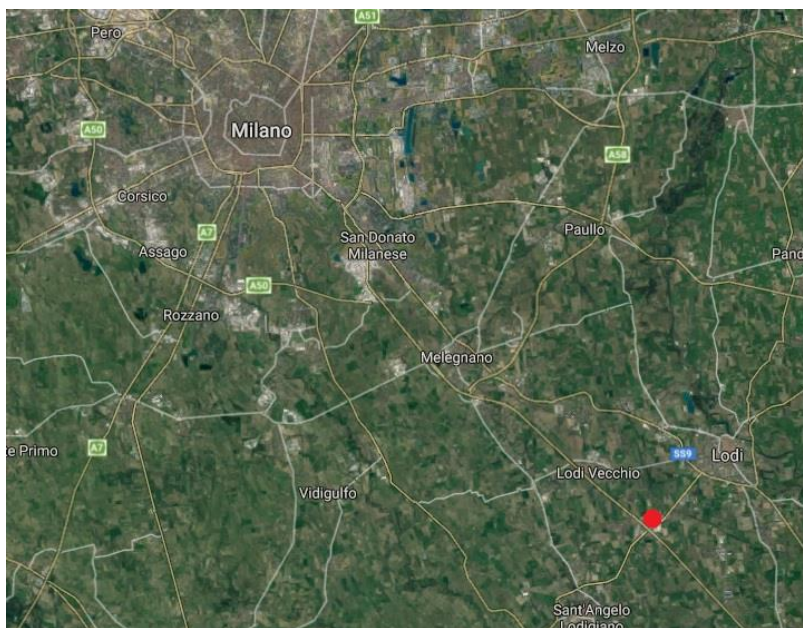 A51
Pero
Melzo
A50
Milano
A58
Corsico
A7
San Donato
Milanese
Paullo
Assago
Pand
A50
Rozzano
Melegnano
te Primo
A7
SS9
Lodi
Lodi Vecchio
Vidigulfo
Sant'Angelo
Lodigiano